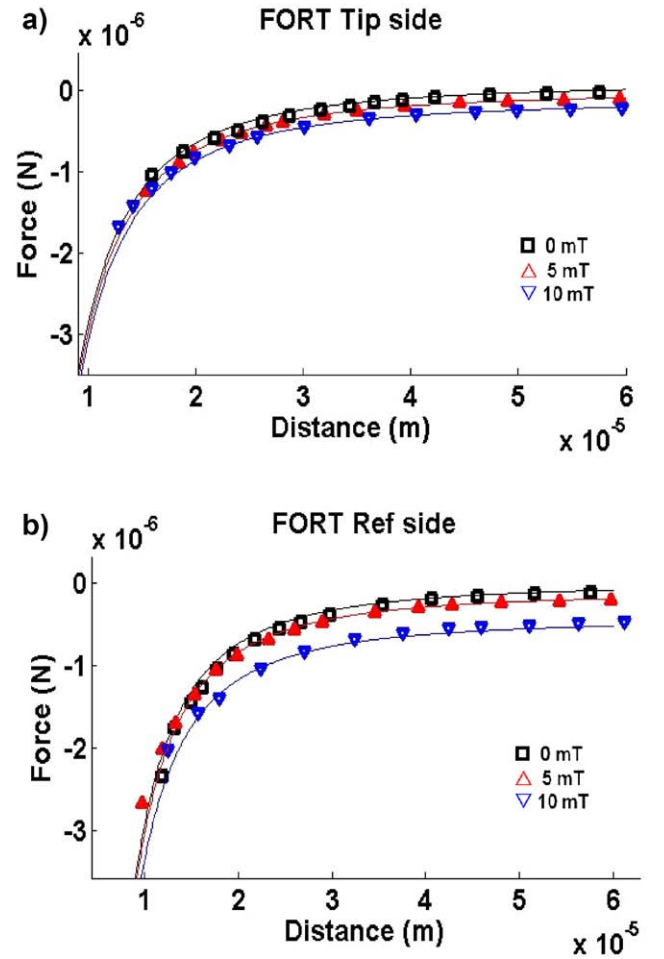 a)
FORT Tip side
x 10-6
0
-1
-2
-3
Force (N)
0 mT
5 mT
10 mT
1 2 3 4 5 6
Distance (m)
x 10-5
b)
FORT Ref side
x 10-6
0
-1
-2
-3
Force (N)
0 mT
5 mT
10 mT
1 2 3 4 5 6
Distance (m)
x 10-5